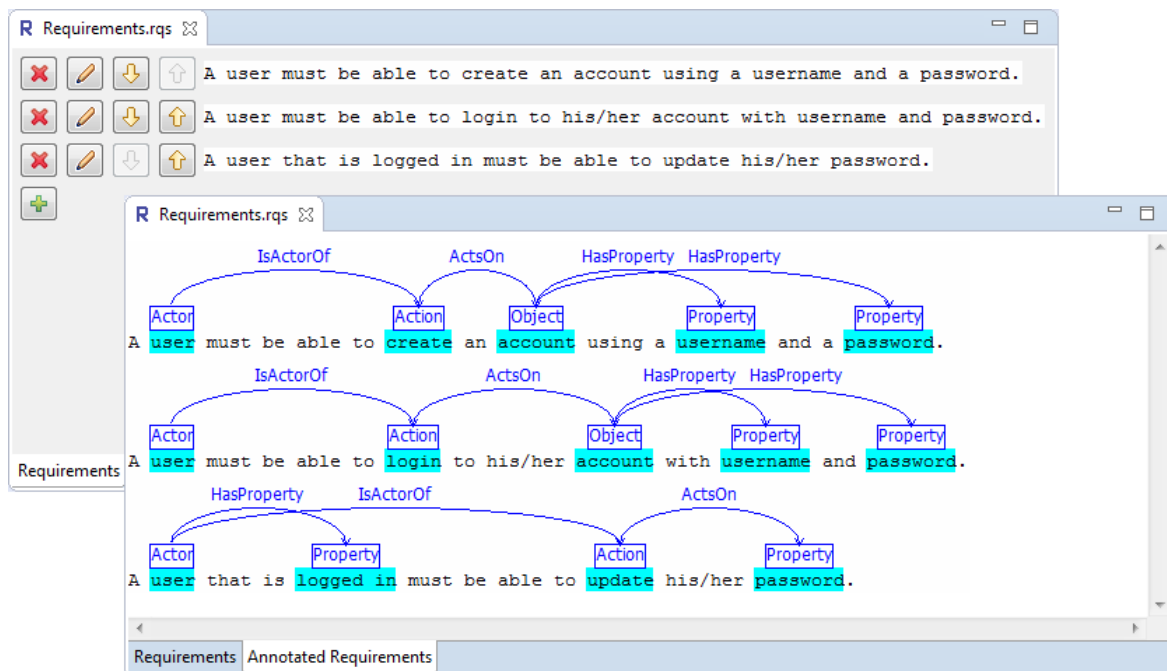 R Requirements.rqs
A user must be able to create an account using a username and a password.
A user must be able to login to his/her account with username and password.
A user that is logged in must be able to update his/her password.
Requirements
R Requirements.rqs
IsActorOf ActsOn HasProperty HasProperty
Actor Action Object Property Property
A user must be able to create an account using a username and a password.
IsActorOf ActsOn HasProperty HasProperty
Actor Action Object Property Property
A user must be able to login to his/her account with username and password.
HasProperty IsActorOf ActsOn
Actor Property Action Property
A user that is logged in must be able to update his/her password.
Requirements Annotated Requirements